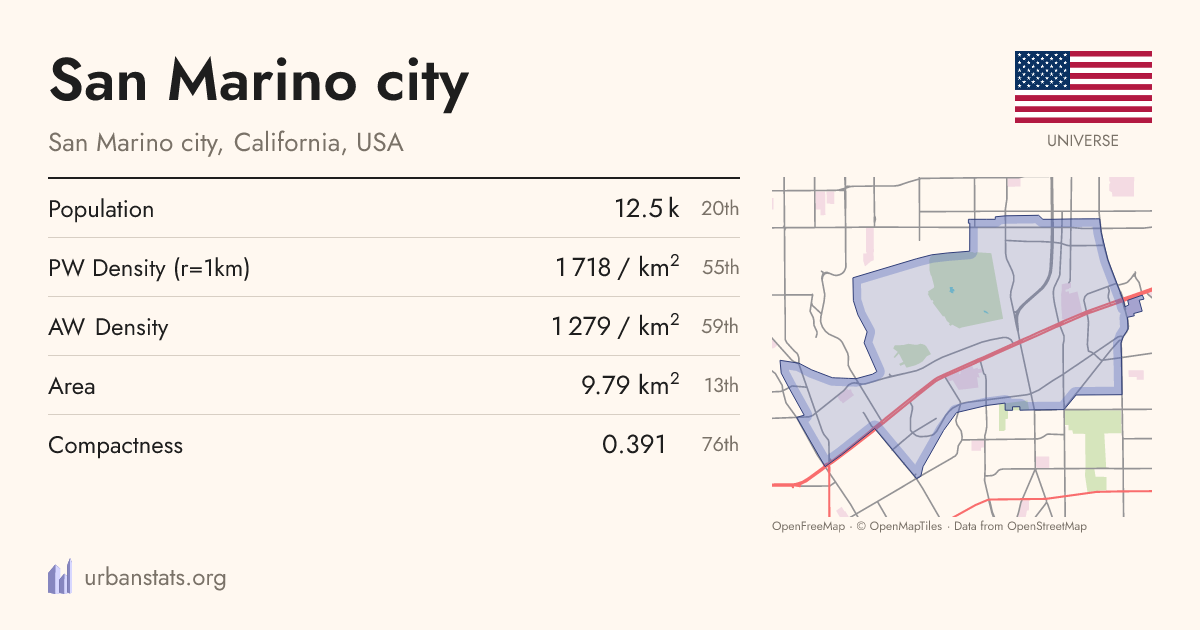 San Marino city
San Marino city, California, USA
UNIVERSE
Population 12.5 k 20th
PW Density (r=1km) 1 718 / km² 55th
AW Density 1 279 / km² 59th
Area 9.79 km² 13th
Compactness 0.391 76th
OpenFreeMap · © OpenMapTiles · Data from OpenStreetMap
urbanstats.org